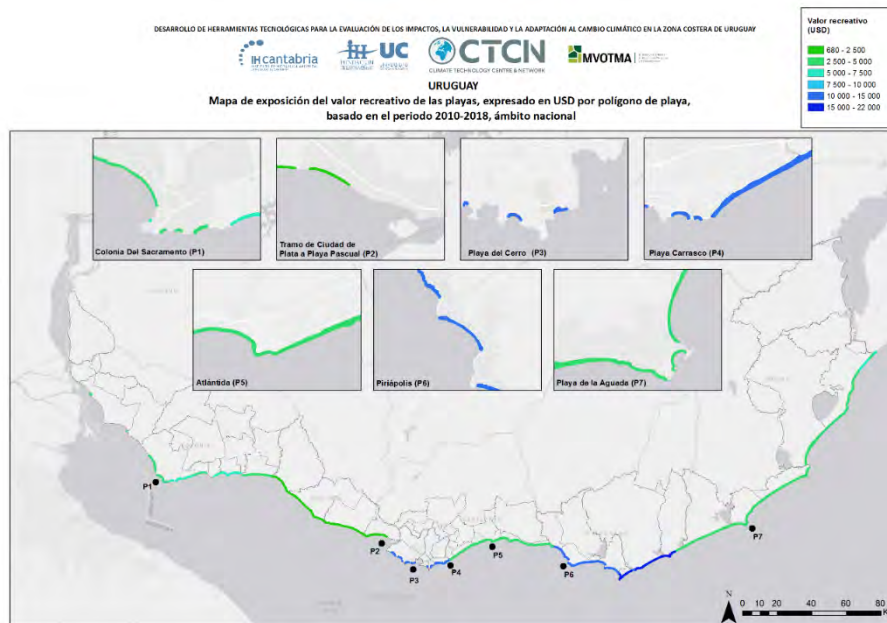 DESARROLLO DE HERRAMIENTAS TECNOLÓGICAS PARA LA EVALUACIÓN DE LOS IMPACTOS, LA VULNERABILIDAD Y LA ADAPTACIÓN AL CAMBIO CLIMÁTICO EN LA ZONA COSTERA DE URUGUAY
IHcantabria
UC
CTCN
CLIMATE TECHNOLOGY CENTRE & NETWORK
MVOTMA
URUGUAY
Mapa de exposición del valor recreativo de las playas, expresado en USD por polígono de playa,
basado en el periodo 2010-2018, ámbito nacional
Valor recreativo
(USD)
680 - 2 500
2 500 - 5 000
5 000 - 7 500
7 500 - 10 000
10 000 - 15 000
15 000 - 22 000
Colonia Del Sacramento (P1)
Tramo de Ciudad de
Plata a Playa Pascual (P2)
Playa del Cerro (P3)
Playa Carrasco (P4)
Atlántida (P5)
Piriápolis (P6)
Playa de la Aguada (P7)
P1
P2
P3
P4
P5
P6
P7
N
0 10 20 40 60 80